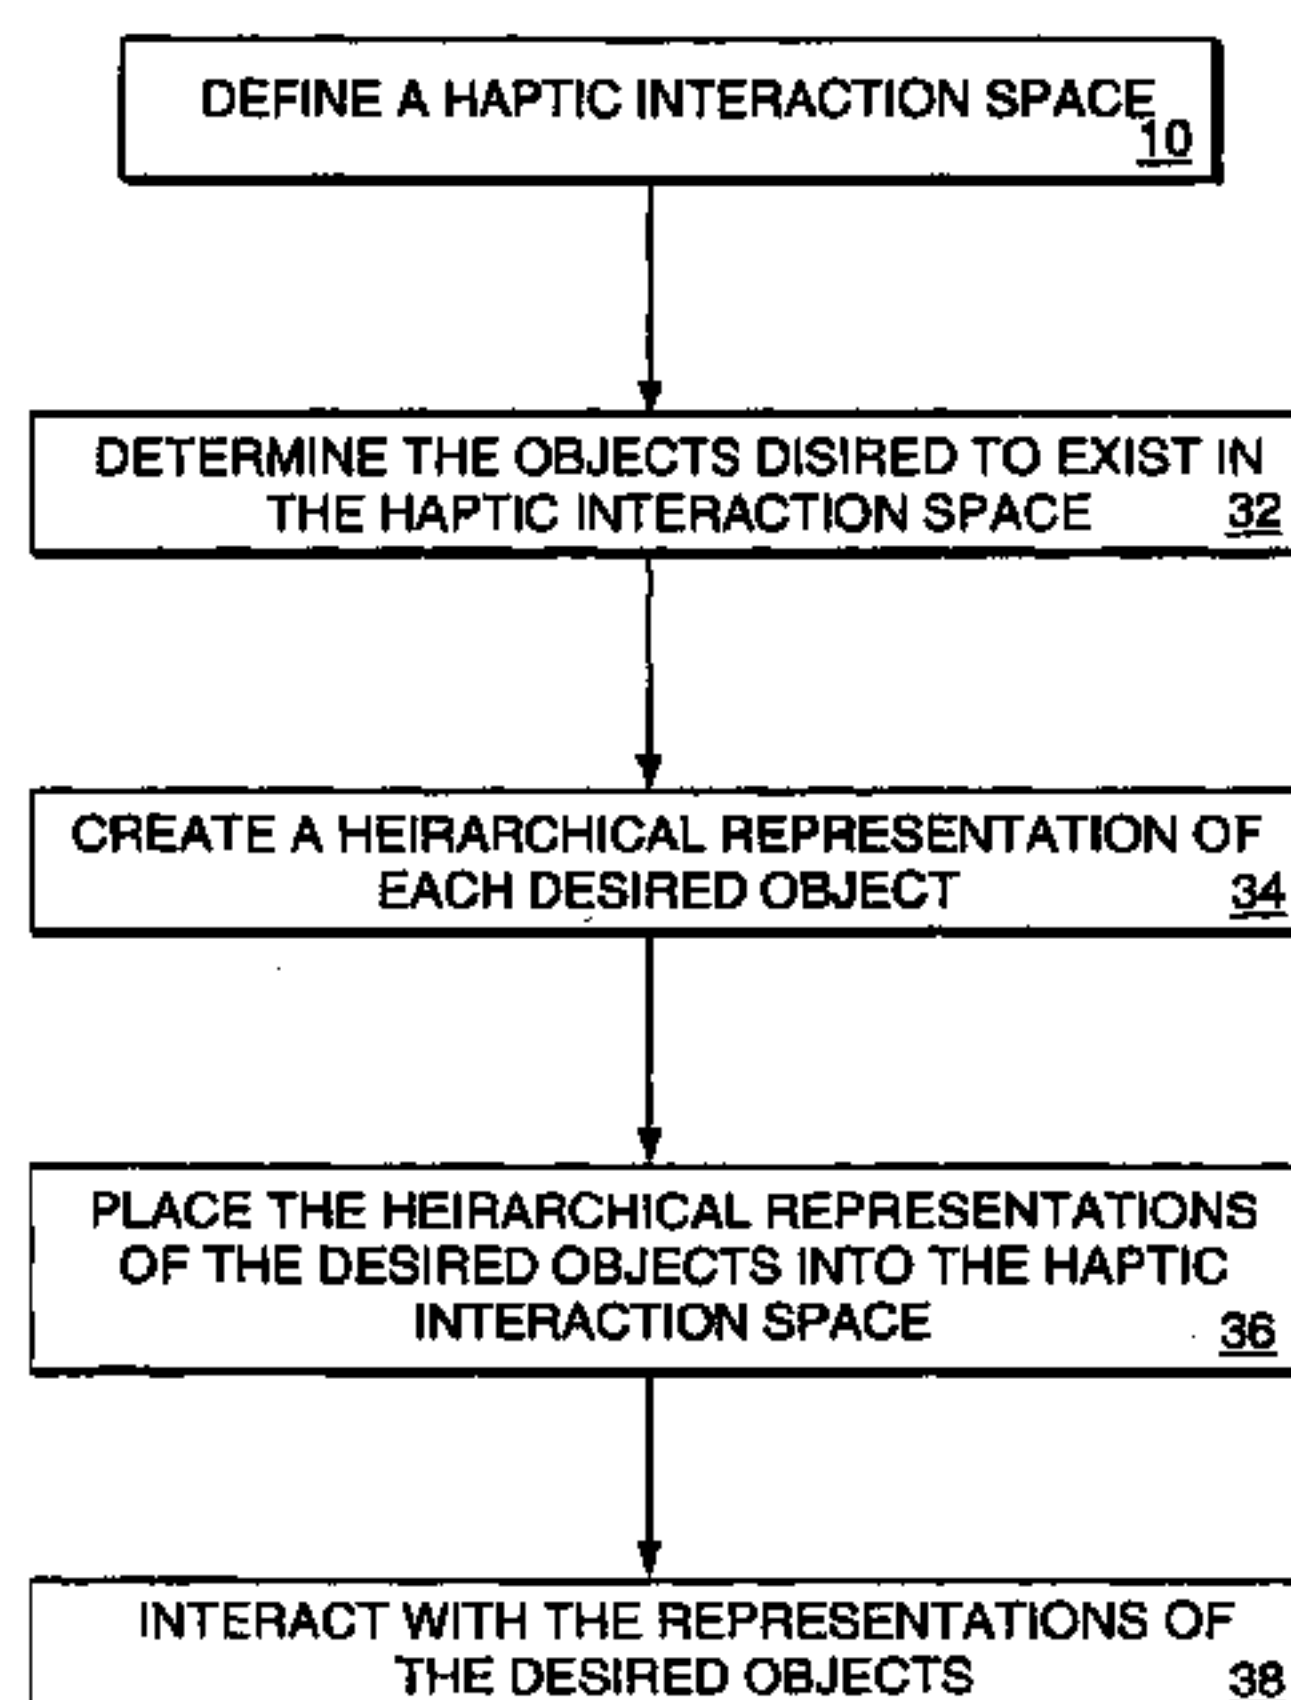 DEFINE A HAPTIC INTERACTION SPACE
10
DETERMINE THE OBJECTS DISIRED TO EXIST IN
THE HAPTIC INTERACTION SPACE 32
CREATE A HEIRARCHICAL REPRESENTATION OF
EACH DESIRED OBJECT 34
PLACE THE HEIRARCHICAL REPRESENTATIONS
OF THE DESIRED OBJECTS INTO THE HAPTIC
INTERACTION SPACE 36
INTERACT WITH THE REPRESENTATIONS OF
THE DESIRED OBJECTS 38